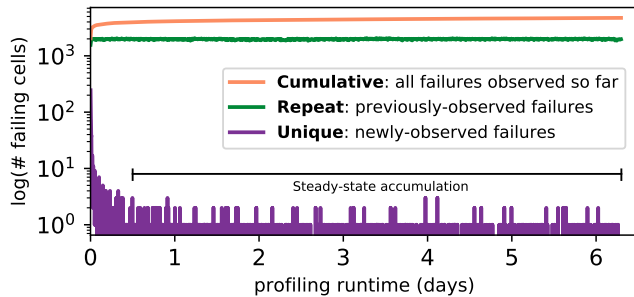 log(# failing cells)
10³
10²
10¹
10⁰
Cumulative: all failures observed so far
Repeat: previously-observed failures
Unique: newly-observed failures
Steady-state accumulation
0 1 2 3 4 5 6
profiling runtime (days)